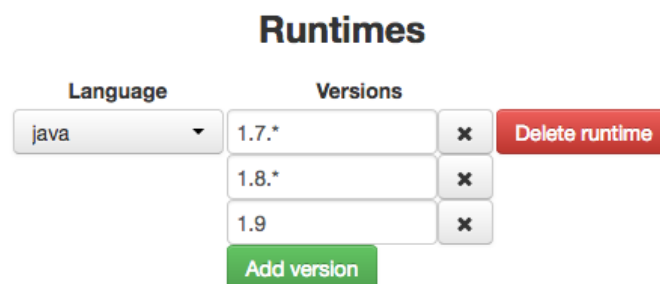 Runtimes
Language Versions
java 1.7.* ✖ Delete runtime
1.8.* ✖
1.9 ✖
Add version